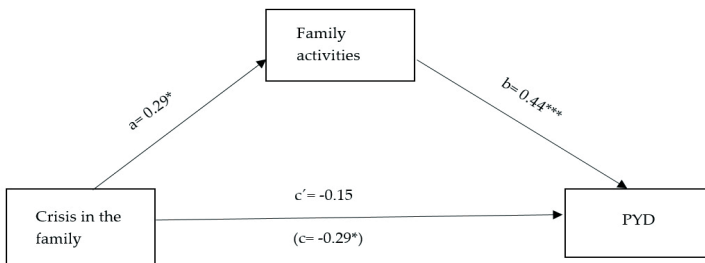 Family
activities
a= 0.29*
b= 0.44***
c´= -0.15
Crisis in the
family
(c= -0.29*)
PYD